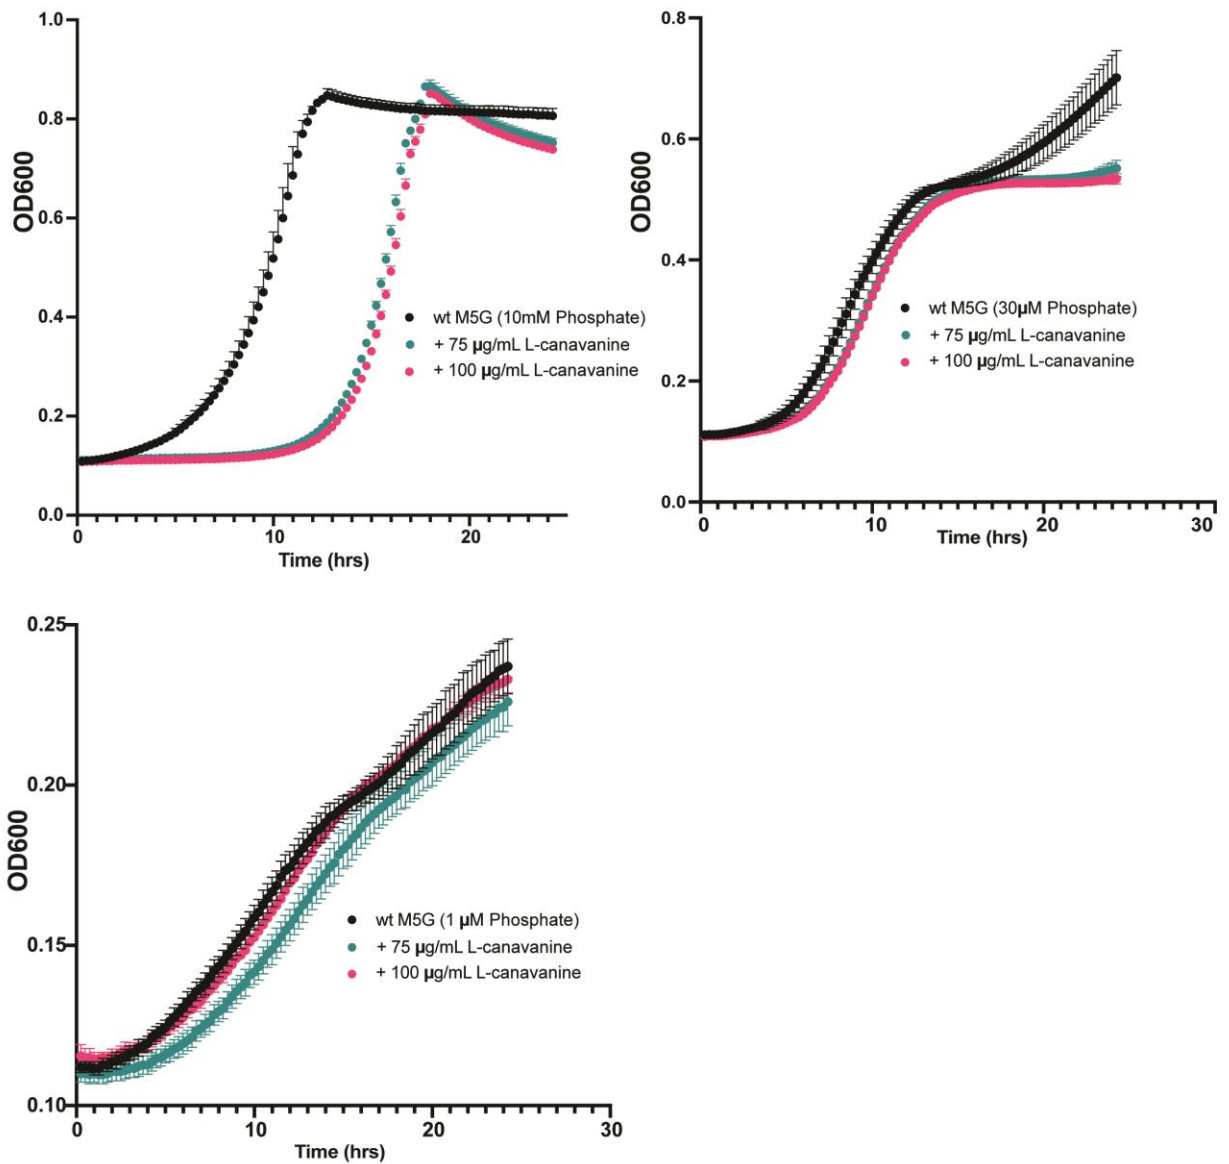 1.0
0.8
0.6
0.4
0.2
0.0
OD600
0
10
20
Time (hrs)
wt M5G (10mM Phosphate)
+ 75 µg/mL L-canavanine
+ 100 µg/mL L-canavanine
0.8
0.6
0.4
0.2
0.0
OD600
0
10
20
30
Time (hrs)
wt M5G (30µM Phosphate)
+ 75 µg/mL L-canavanine
+ 100 µg/mL L-canavanine
0.25
0.20
0.15
0.10
OD600
0
10
20
30
Time (hrs)
wt M5G (1 µM Phosphate)
+ 75 µg/mL L-canavanine
+ 100 µg/mL L-canavanine